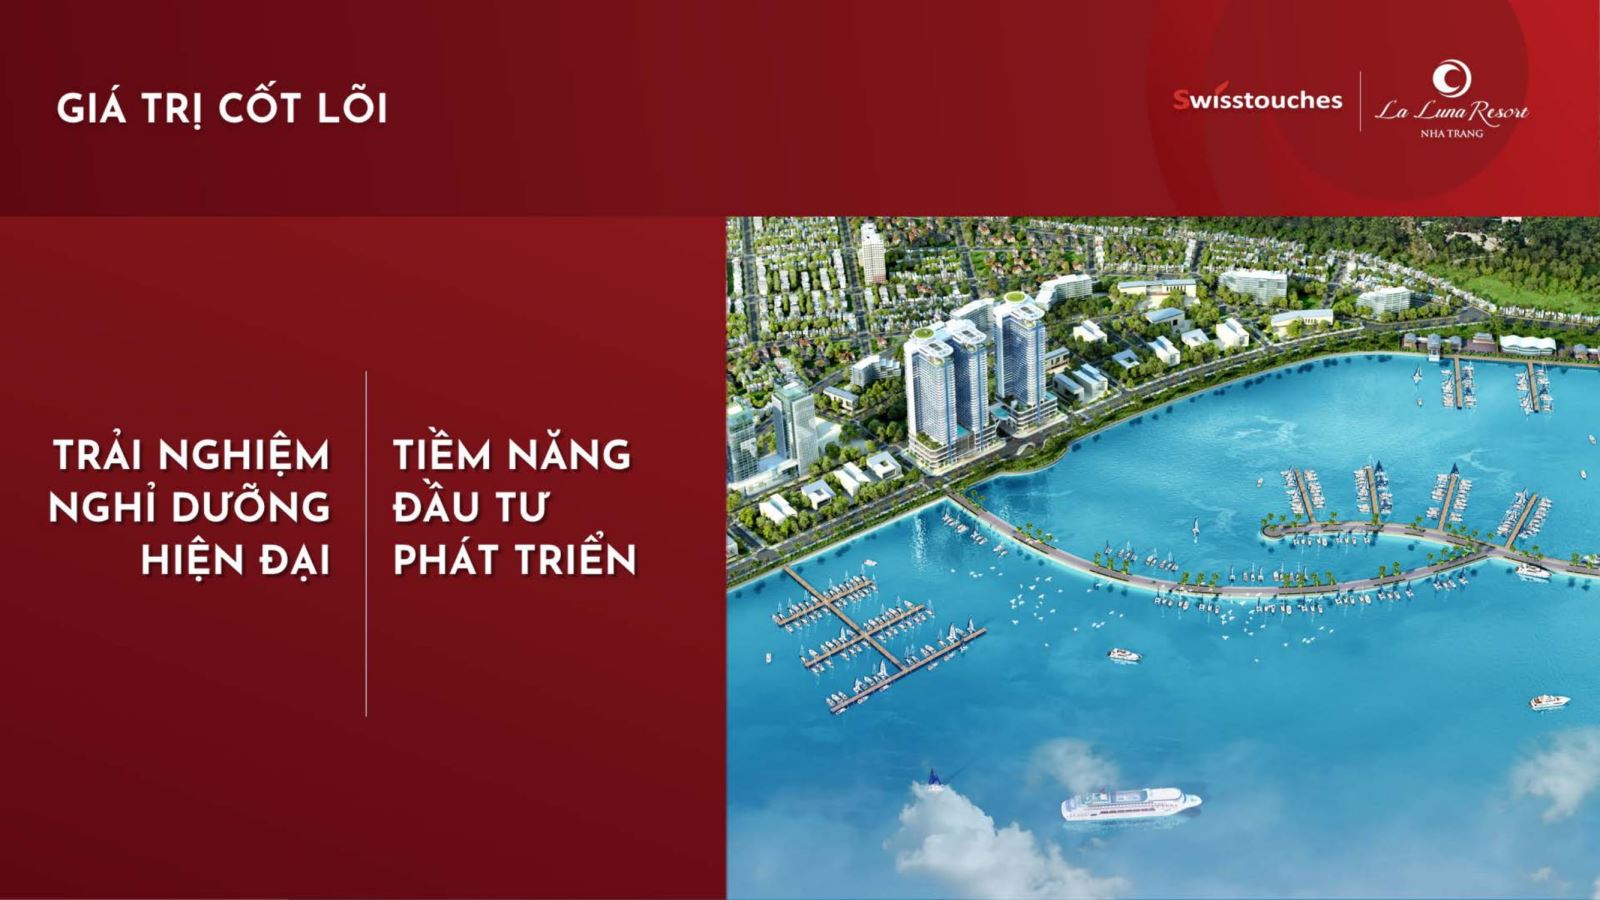 GIÁ TRỊ CỐT LÕI
Swisstouches
La Luna Resort
NHA TRANG
TRẢI NGHIỆM
NGHỈ DƯỠNG
HIỆN ĐẠI
TIỀM NĂNG
ĐẦU TƯ
PHÁT TRIỂN